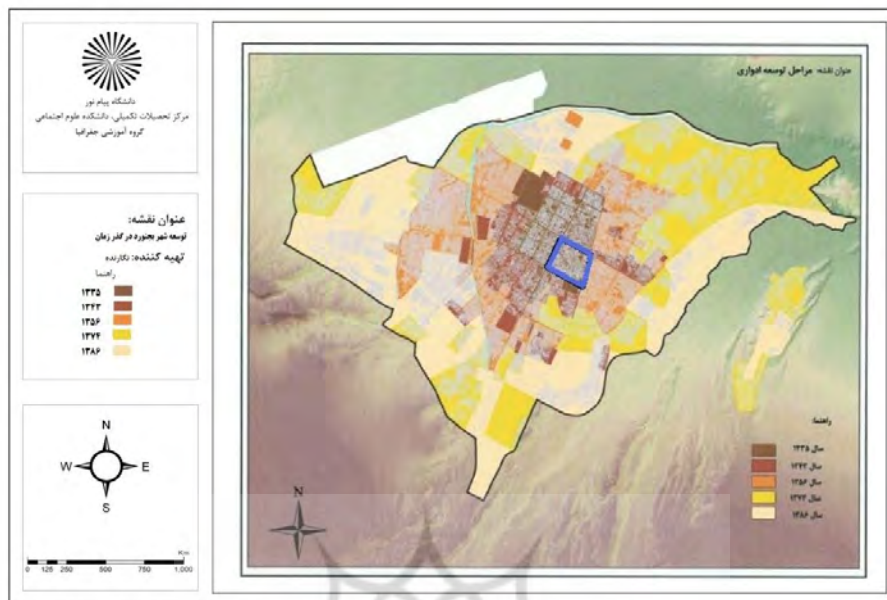 دانشگاه پیام نور
مرکز تحصیلات تکمیلی، دانشکده علوم اجتماعی
گروه آموزشی جغرافیا
عنوان نقشه:
توسعه شهر بجنورد در گذر زمان
تهیه کننده: نگارنده
راهنما
۱۳۳۵
۱۳۴۳
۱۳۵۶
۱۳۷۴
۱۳۸۶
N
W E
S
Km
0 125 250 500 750 1,000
عنوان نقشه: مراحل توسعه ادواری
N
راهنما:
سال ۱۳۳۵
سال ۱۳۴۳
سال ۱۳۵۶
سال ۱۳۷۴
سال ۱۳۸۶